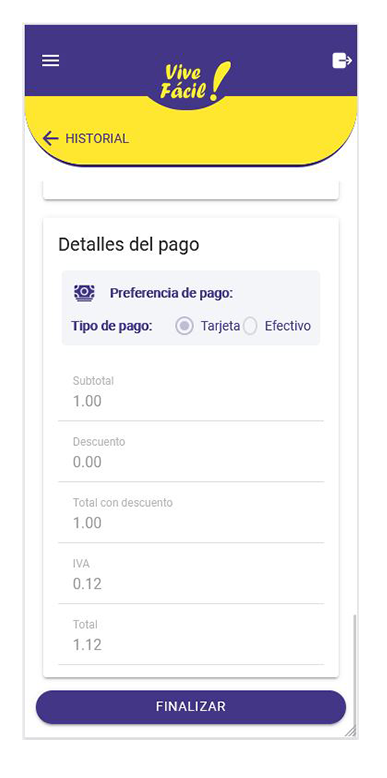 Vive
Fácil!
HISTORIAL
Detalles del pago
Preferencia de pago:
Tipo de pago: Tarjeta Efectivo
Subtotal
1.00
Descuento
0.00
Total con descuento
1.00
IVA
0.12
Total
1.12
FINALIZAR